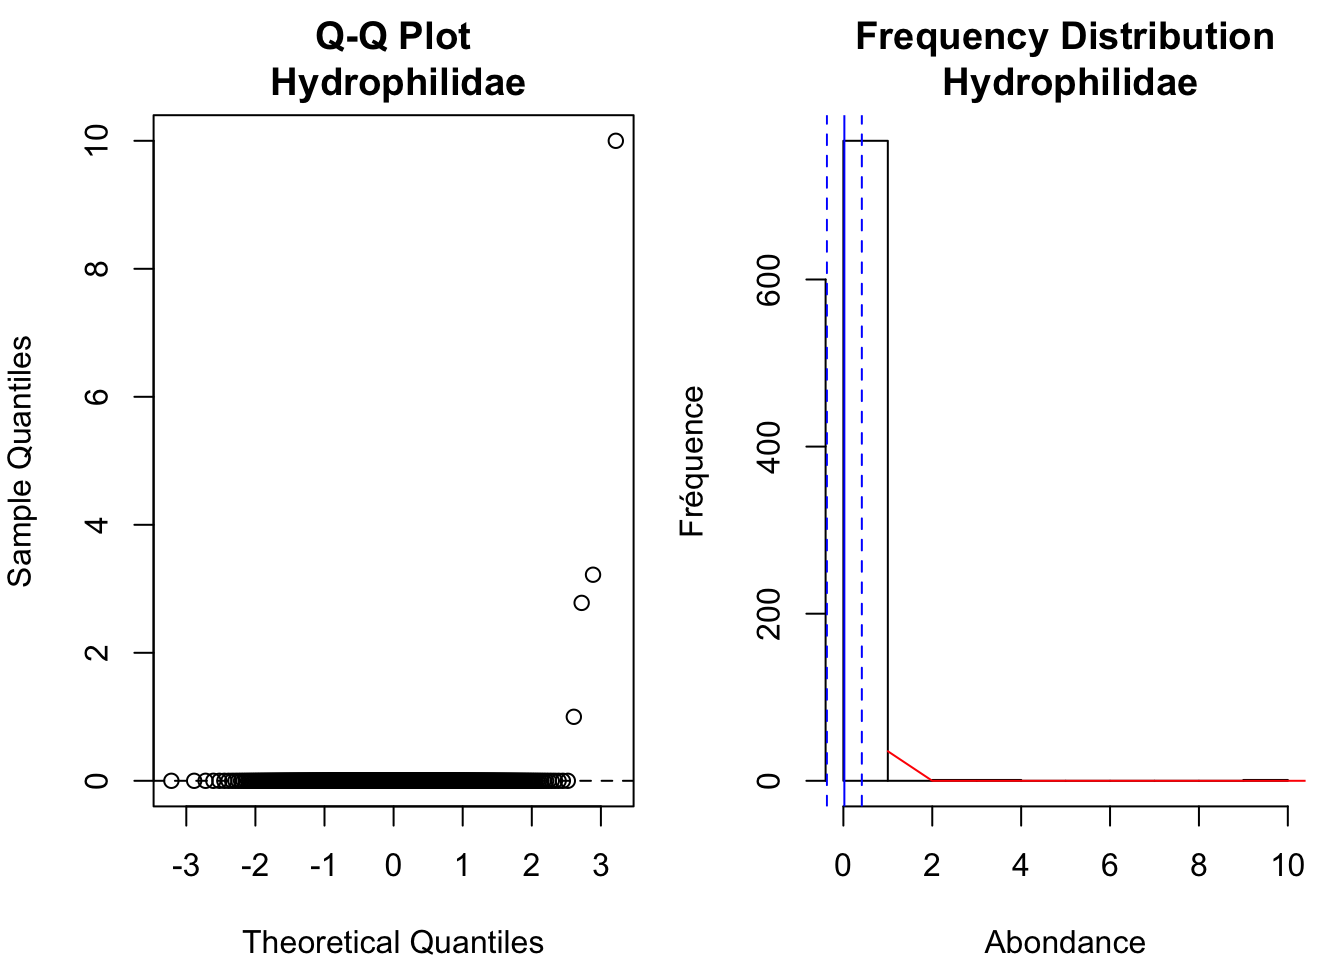 Q-Q Plot
Hydrophilidae
Sample Quantiles
10
8
6
4
2
0
-3 -2 -1 0 1 2 3
Theoretical Quantiles
Frequency Distribution
Hydrophilidae
Fréquence
600
400
200
0
0 2 4 6 8 10
Abondance